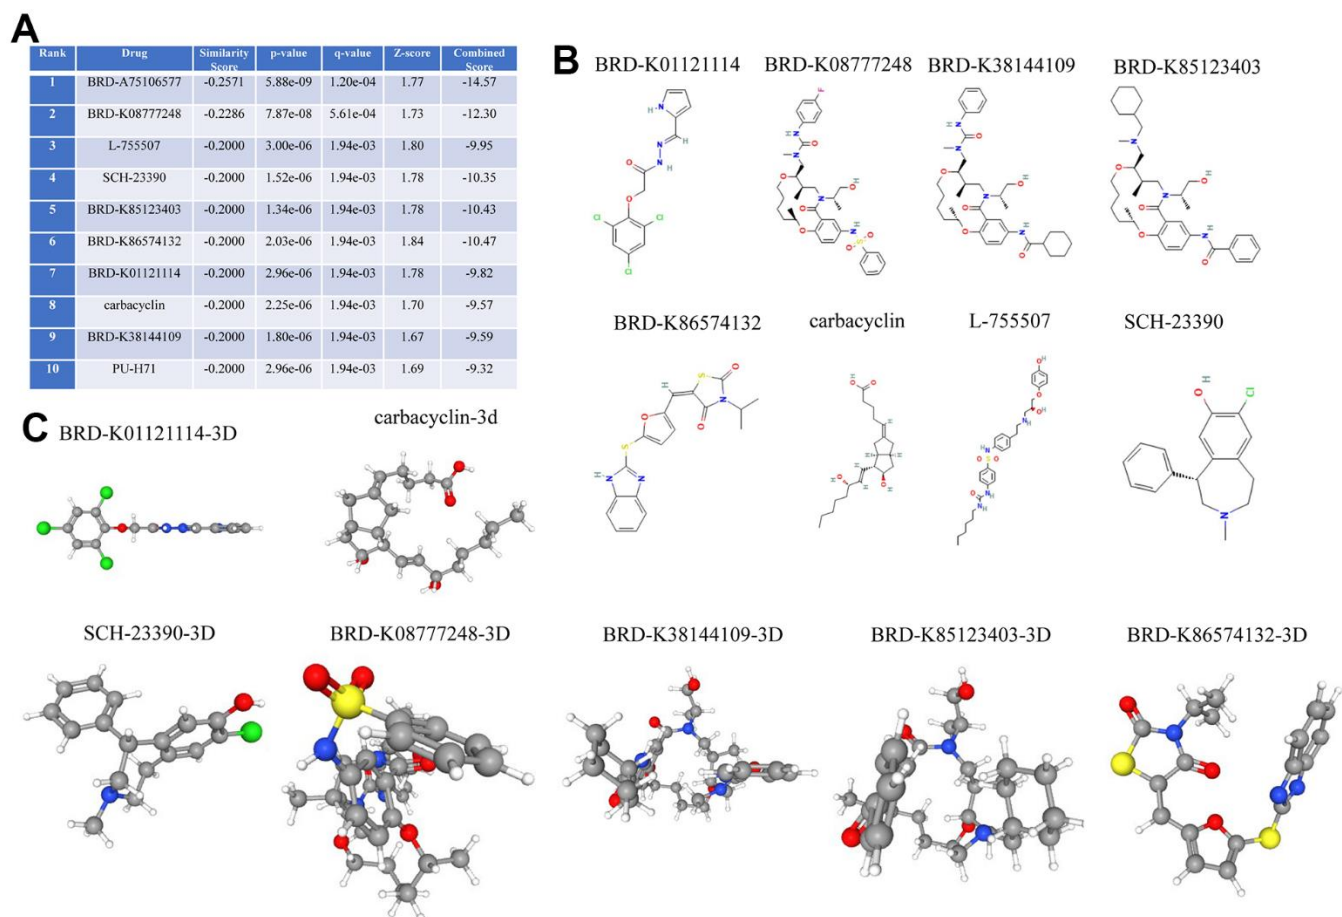 A
Rank Drug Similarity Score p-value q-value Z-score Combined Score
1 BRD-A75106577 -0.2571 5.88e-09 1.20e-04 1.77 -14.57
2 BRD-K08777248 -0.2286 7.87e-08 5.61e-04 1.73 -12.30
3 L-755507 -0.2000 3.00e-06 1.94e-03 1.80 -9.95
4 SCH-23390 -0.2000 1.52e-06 1.94e-03 1.78 -10.35
5 BRD-K85123403 -0.2000 1.34e-06 1.94e-03 1.78 -10.43
6 BRD-K86574132 -0.2000 2.03e-06 1.94e-03 1.84 -10.47
7 BRD-K01121114 -0.2000 2.96e-06 1.94e-03 1.78 -9.82
8 carbacyclin -0.2000 2.25e-06 1.94e-03 1.70 -9.57
9 BRD-K38144109 -0.2000 1.80e-06 1.94e-03 1.67 -9.59
10 PU-H71 -0.2000 2.96e-06 1.94e-03 1.69 -9.32
B
BRD-K01121114 BRD-K08777248 BRD-K38144109 BRD-K85123403
BRD-K86574132 carbacyclin L-755507 SCH-23390
C
BRD-K01121114-3D carbacyclin-3d
SCH-23390-3D BRD-K08777248-3D BRD-K38144109-3D BRD-K85123403-3D BRD-K86574132-3D